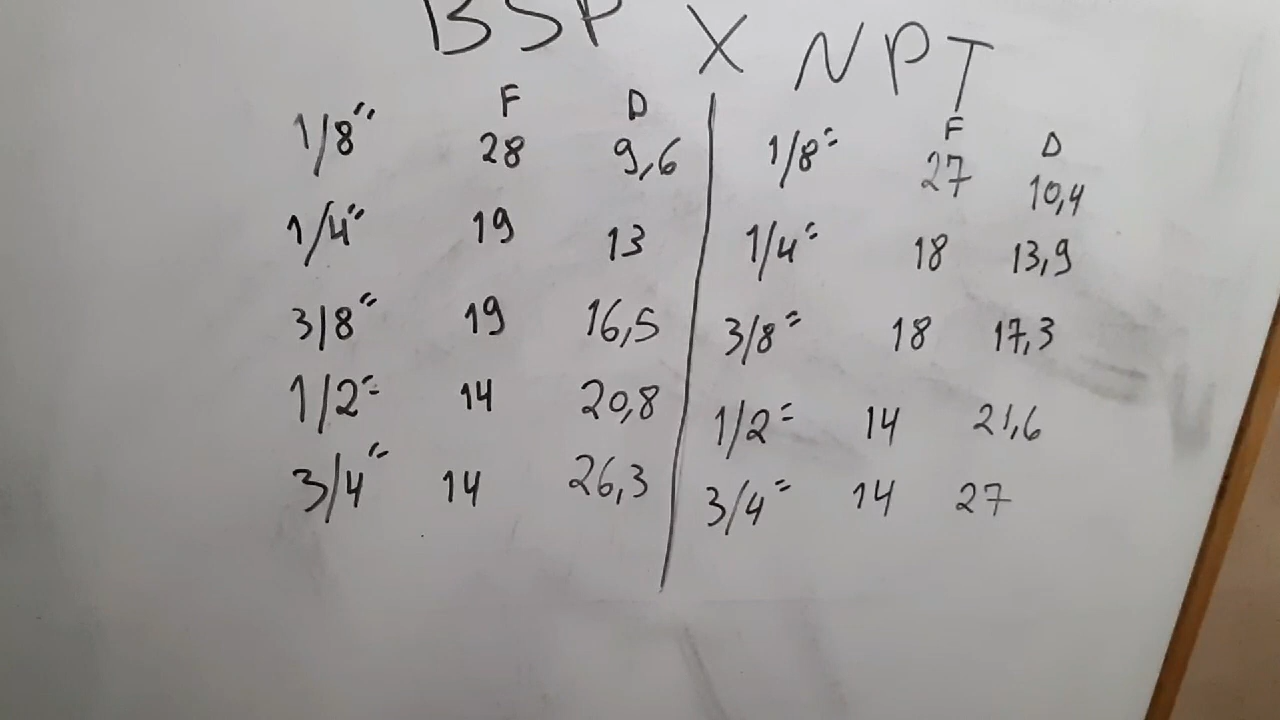 BSP X NPT
F D F D
1/8" 28 9,6 1/8" 27 10,4
1/4" 19 13 1/4" 18 13,9
3/8" 19 16,5 3/8" 18 17,3
1/2" 14 20,8 1/2" 14 21,6
3/4" 14 26,3 3/4" 14 27